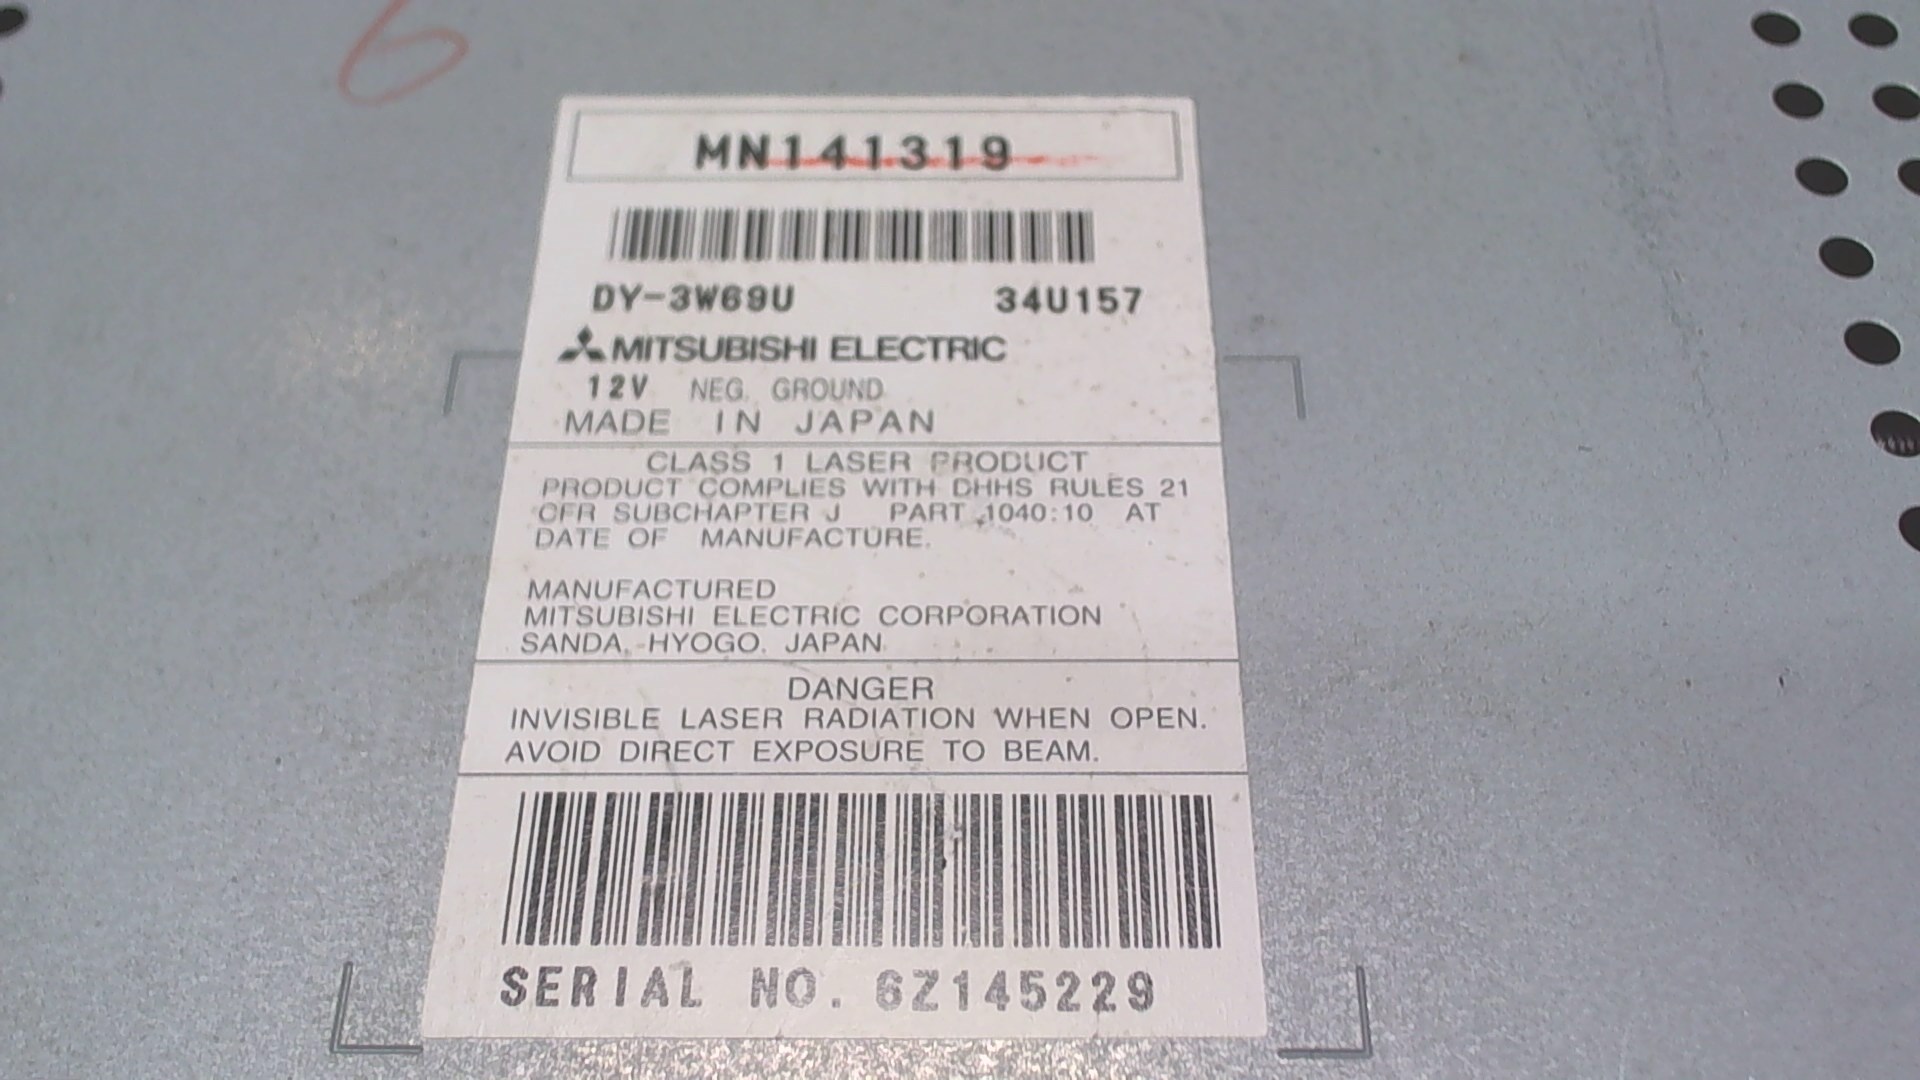 6
MN141319
DY-3W69U 34U157
MITSUBISHI ELECTRIC
12V NEG. GROUND
MADE IN JAPAN
CLASS 1 LASER PRODUCT
PRODUCT COMPLIES WITH DHHS RULES 21
CFR SUBCHAPTER J PART 1040:10 AT
DATE OF MANUFACTURE.
MANUFACTURED
MITSUBISHI ELECTRIC CORPORATION
SANDA, HYOGO. JAPAN
DANGER
INVISIBLE LASER RADIATION WHEN OPEN.
AVOID DIRECT EXPOSURE TO BEAM.
SERIAL NO. 6Z145229